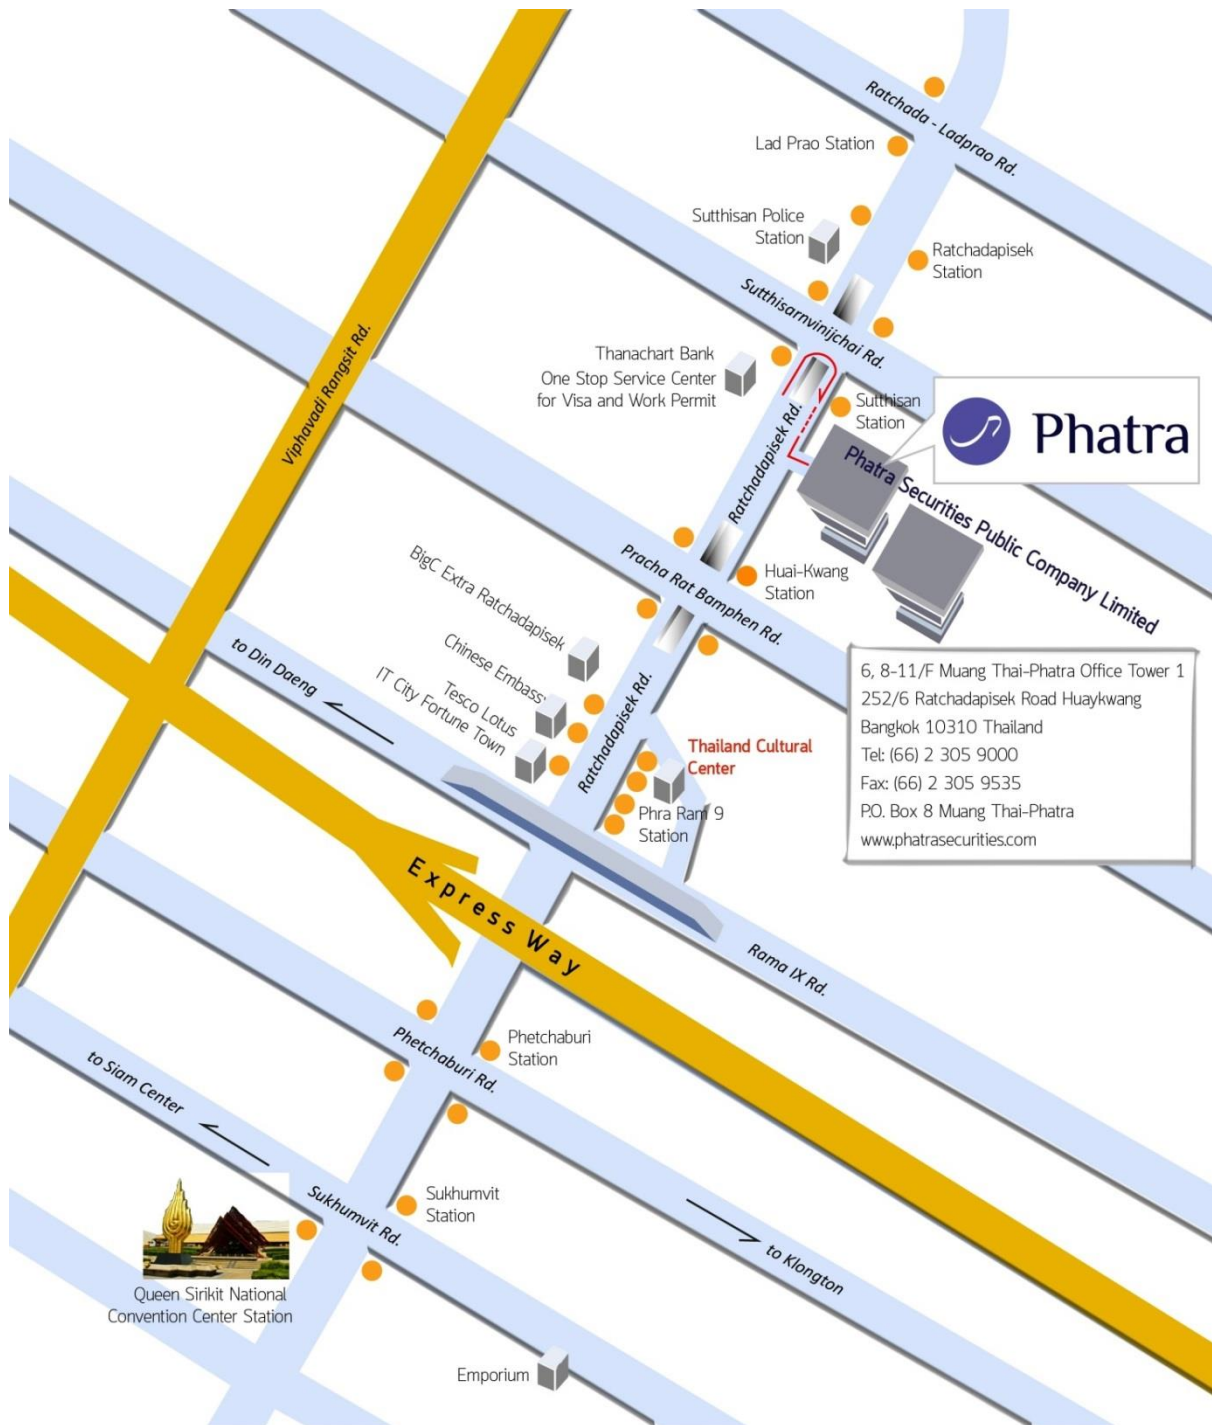 Ratchada - Ladprao Rd.
Lad Prao Station
Sutthisan Police
Station
Ratchadapisek
Station
Sutthisarnvinijchai Rd.
Viphavadi Rangsit Rd.
Thanachart Bank
One Stop Service Center
for Visa and Work Permit
Sutthisan
Station
Phatra
Ratchadapisek Rd.
Phatra Securities Public Company Limited
Pracha Rat Bamphen Rd.
Huai-Kwang
Station
BigC Extra Ratchadapisek
Chinese Embass
Tesco Lotus
IT City Fortune Town
to Din Daeng
Ratchadapisek Rd.
6, 8-11/F Muang Thai-Phatra Office Tower 1
252/6 Ratchadapisek Road Huaykwang
Bangkok 10310 Thailand
Tel: (66) 2 305 9000
Fax: (66) 2 305 9535
P.O. Box 8 Muang Thai-Phatra
www.phatrasecurities.com
Thailand Cultural
Center
Phra Ram 9
Station
Express Way
Rama IX Rd.
Phetchaburi Rd.
Phetchaburi
Station
to Siam Center
Sukhumvit Rd.
Sukhumvit
Station
to Klongton
Queen Sirikit National
Convention Center Station
Emporium